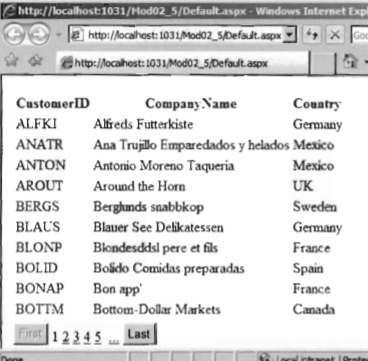 http://localhost:1031/Mod02_5/Default.aspx - Windows Internet Exp
http://localhost:1031/Mod02_5/Default.aspx
http://localhost:1031/Mod02_5/Default.aspx
CustomerID CompanyName Country
ALFKI Alfreds Futterkiste Germany
ANATR Ana Trujillo Emparedados y helados Mexico
ANTON Antonio Moreno Taqueria Mexico
AROUT Around the Horn UK
BERGS Berglunds snabbkop Sweden
BLAUS Blauer See Delikatessen Germany
BLONP Blondesddsl pere et fils France
BOLID Bolido Comidas preparadas Spain
BONAP Bon app' France
BOTTM Bottom-Dollar Markets Canada
First 1 2 3 4 5 ... Last
Done Local intranet | Prote